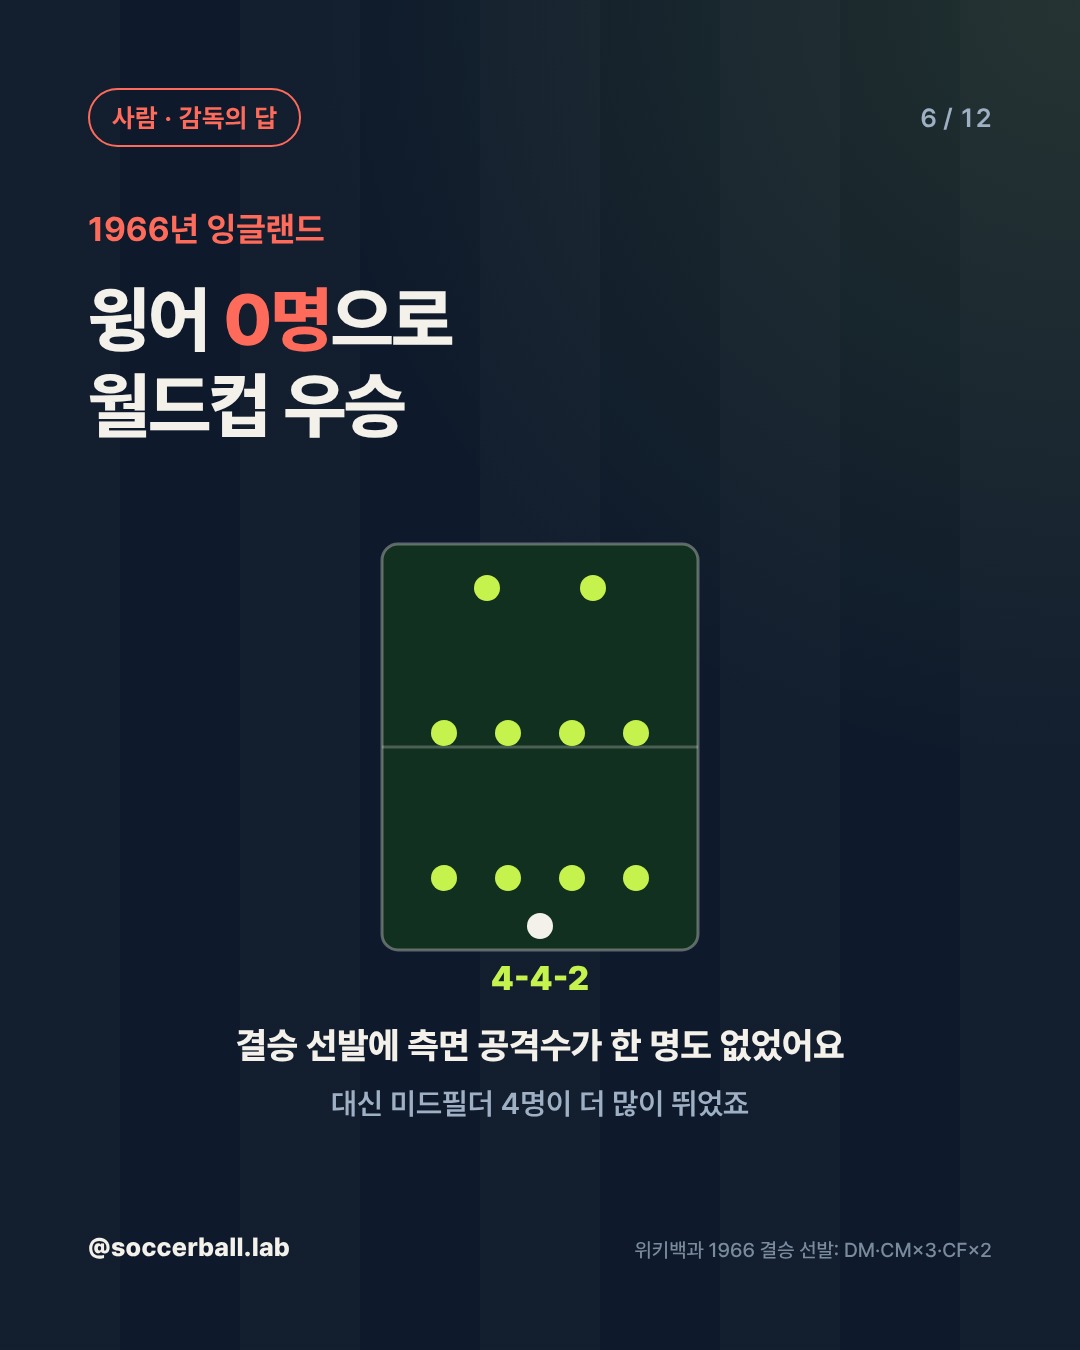 사람 · 감독의 답
6 / 12
1966년 잉글랜드
윙어 0명으로
월드컵 우승
4-4-2
결승 선발에 측면 공격수가 한 명도 없었어요
대신 미드필더 4명이 더 많이 뛰었죠
@soccerball.lab
위키백과 1966 결승 선발: DM·CM×3·CF×2